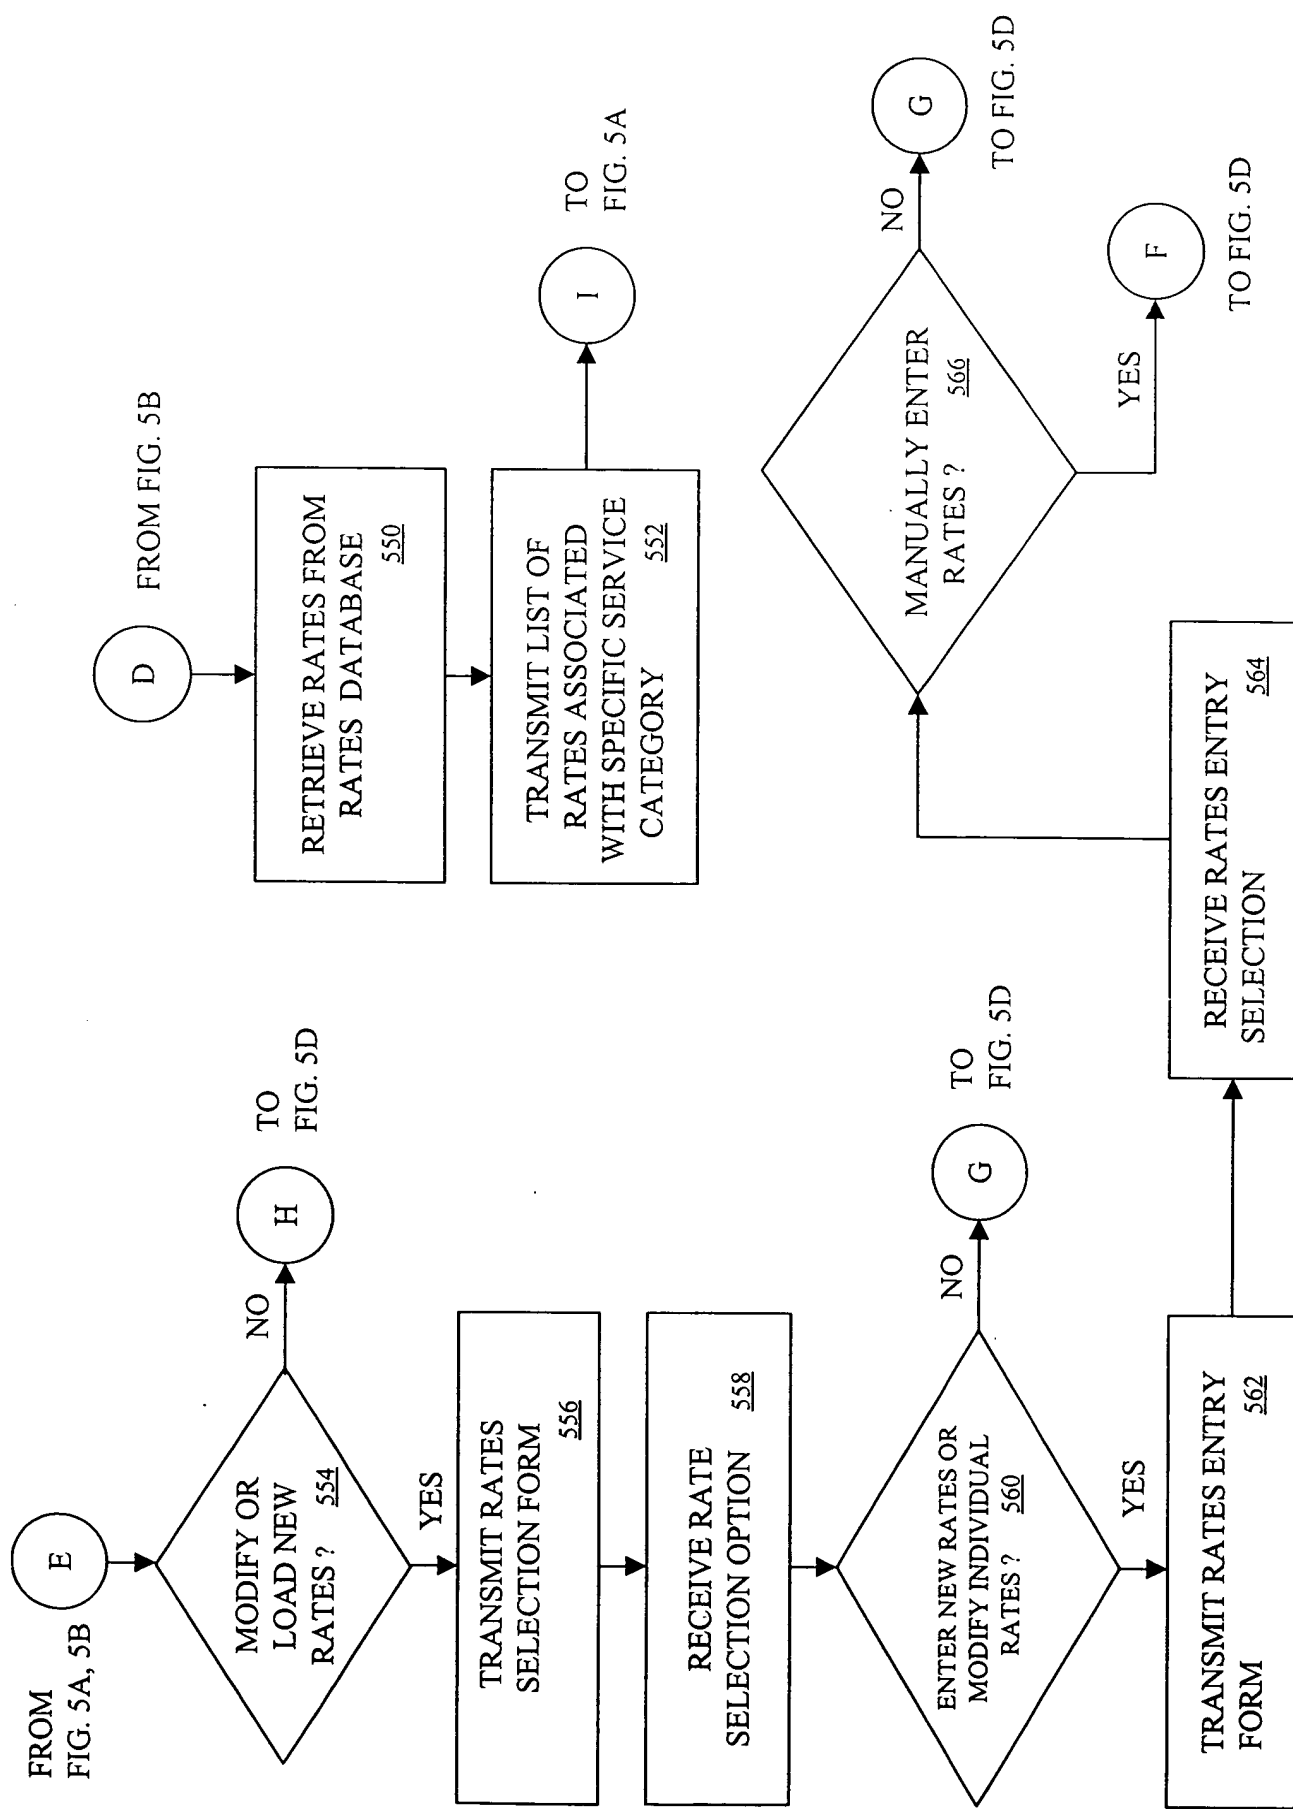 FROM
FIG. 5A, 5B
E
MODIFY OR
LOAD NEW
RATES ?
554
NO
H
TO
FIG. 5D
YES
TRANSMIT RATES
SELECTION FORM
556
RECEIVE RATE
SELECTION OPTION
558
ENTER NEW RATES OR
MODIFY INDIVIDUAL
RATES ?
560
NO
G
TO
FIG. 5D
YES
TRANSMIT RATES ENTRY
FORM
562
RECEIVE RATES ENTRY
SELECTION
564
D
FROM FIG. 5B
RETRIEVE RATES FROM
RATES DATABASE
550
TRANSMIT LIST OF
RATES ASSOCIATED
WITH SPECIFIC SERVICE
CATEGORY
552
I
TO
FIG. 5A
MANUALLY ENTER
RATES ?
566
NO
G
TO FIG. 5D
YES
F
TO FIG. 5D